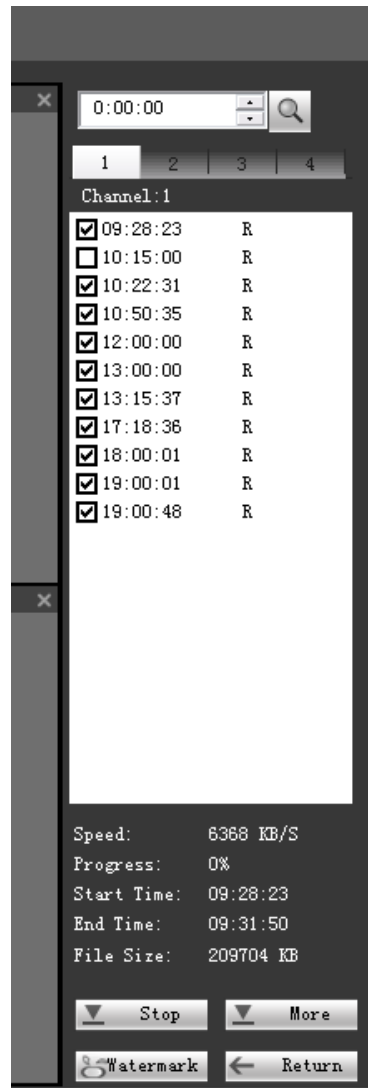 0:00:00
1 2 3 4
Channel:1
09:28:23 R
10:15:00 R
10:22:31 R
10:50:35 R
12:00:00 R
13:00:00 R
13:15:37 R
17:18:36 R
18:00:01 R
19:00:01 R
19:00:48 R
Speed: 6368 KB/S
Progress: 0%
Start Time: 09:28:23
End Time: 09:31:50
File Size: 209704 KB
Stop More
Watermark Return